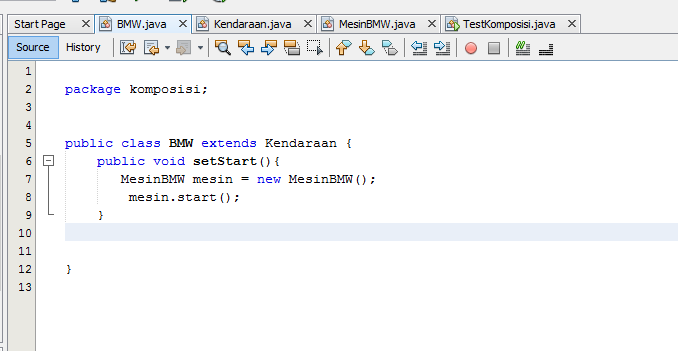 Start Page BMW.java Kendaraan.java MesinBMW.java TestKomposisi.java
Source History
1
2 package komposisi;
3
4
5 public class BMW extends Kendaraan {
6 public void setStart(){
7 MesinBMW mesin = new MesinBMW();
8 mesin.start();
9 }
10
11
12 }
13